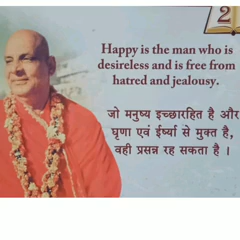 2
Happy is the man who is
desireless and is free from
hatred and jealousy.
जो मनुष्य इच्छारहित है और
घृणा एवं ईर्ष्या से मुक्त है,
वही प्रसन्न रह सकता है ।